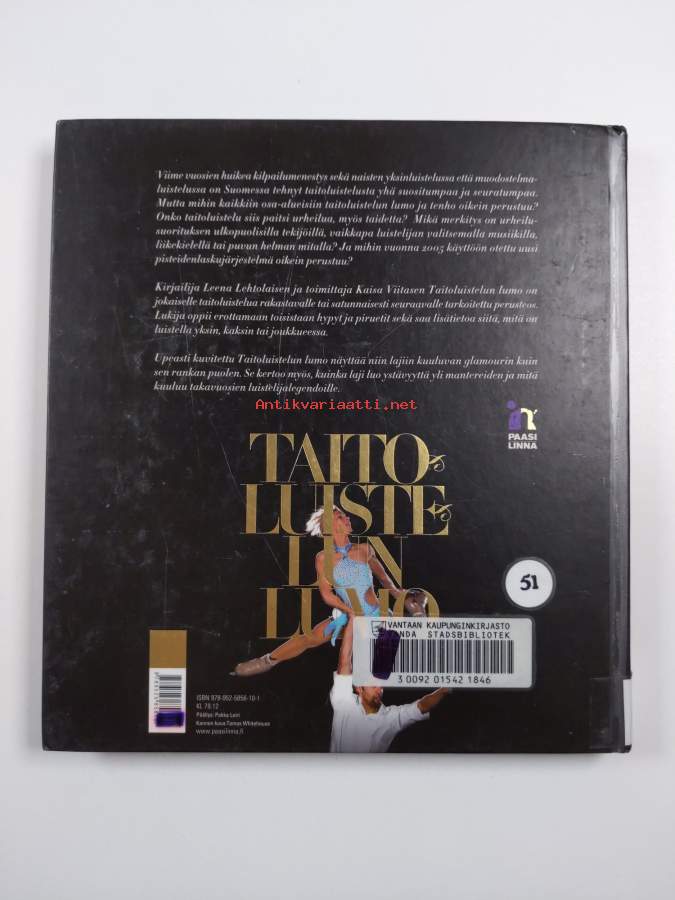 Viime vuosien huikea kilpailumenestys sekä naisten yksinluistelussa että muodostelma-
luistelussa on Suomessa tehnyt taitoluistelusta yhä suositumpaa ja seuratumpaa.
Mutta mihin kaikkiin osa-alueisiin taitoluistelun lumo ja tenho oikein perustuu?
Onko taitoluistelu siis paitsi urheilua, myös taidetta? Mikä merkitys on urheilu-
suorituksen ulkopuolisilla tekijöillä, vaikkapa luistelijan valitsemalla musiikilla,
liikekielellä tai puvun helman mitalla? Ja mihin vuonna 2005 käyttöön otettu uusi
pisteidenlaskujärjestelmä oikein perustuu?
Kirjailija Leena Lehtolaisen ja toimittaja Kaisa Viitasen Taitoluistelun lumo on
jokaiselle taitoluistelua rakastavalle tai satunnaisesti seuraavalle tarkoitettu perusteos.
Lukija oppii erottamaan toisistaan hypyt ja piruetit sekä saa lisätietoa siitä, mitä on
luistella yksin, kaksin tai joukkueessa.
Upeasti kuvitettu Taitoluistelun lumo näyttää niin lajiin kuuluvan glamourin kuin
sen rankan puolen. Se kertoo myös, kuinka laji luo ystävyyttä yli mantereiden ja mitä
kuuluu takavuosien luistelijalegendoille.
Antikvariaatti.net
PAASI
LINNA
TAITO
LUISTE
LUN
LUMO
51
VANTAAN KAUPUNGINKIRJASTO
NDA STADSBIBLIOTEK
3 0092 01542 1846
ISBN 978-952-5856-10-1
KL 79.12
Päällys: Pekka Loiri
Kannen kuva Tuomas Whitehouse
www.paasilinna.fi